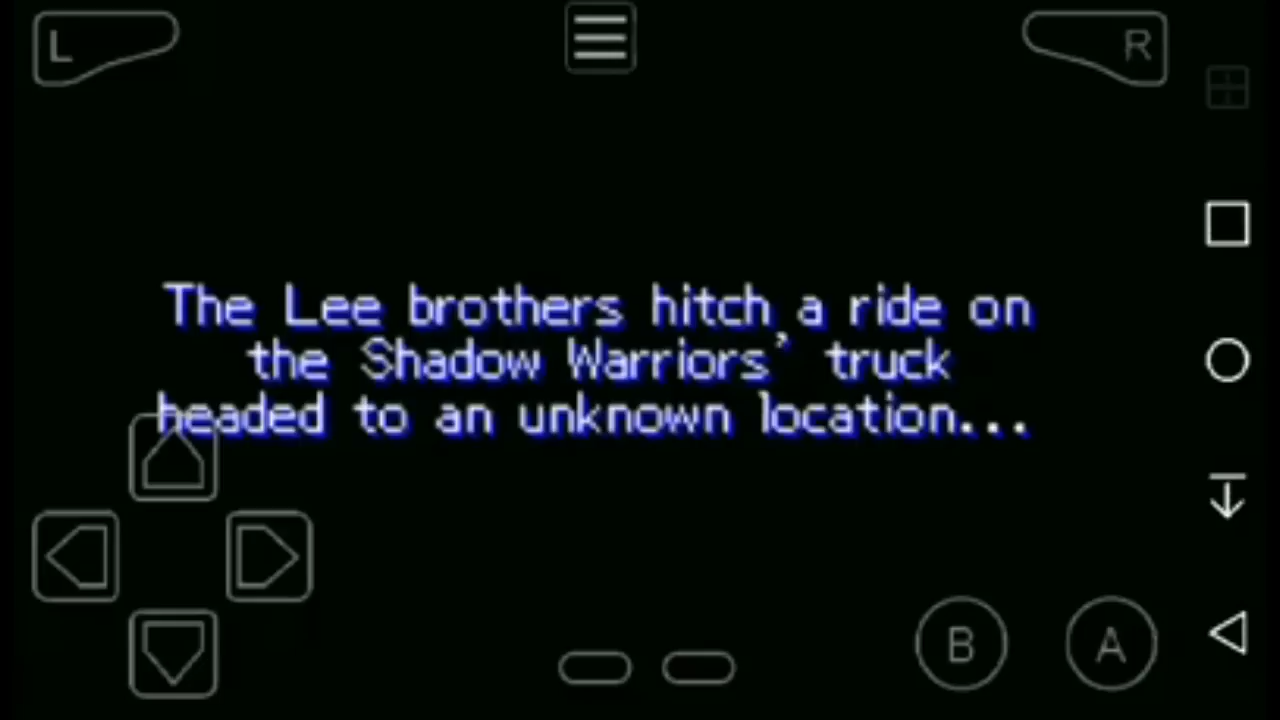 L
R
The Lee brothers hitch a ride on
the Shadow Warriors' truck
headed to an unknown location...
B
A